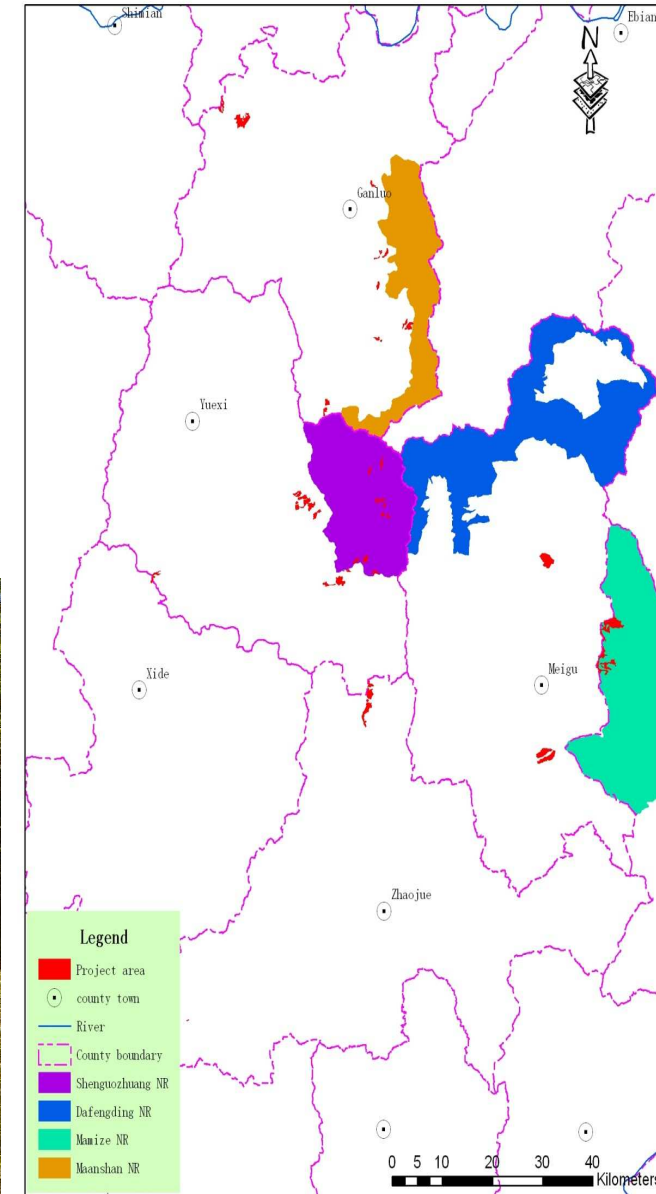 Shimian
Ebian
N
Ganluo
Yuexi
Xide
Meigu
Zhaojue
Legend
Project area
county town
River
County boundary
Shenguozhuang NR
Dafengding NR
Mamize NR
Maanshan NR
0 5 10 20 30 40
Kilometers